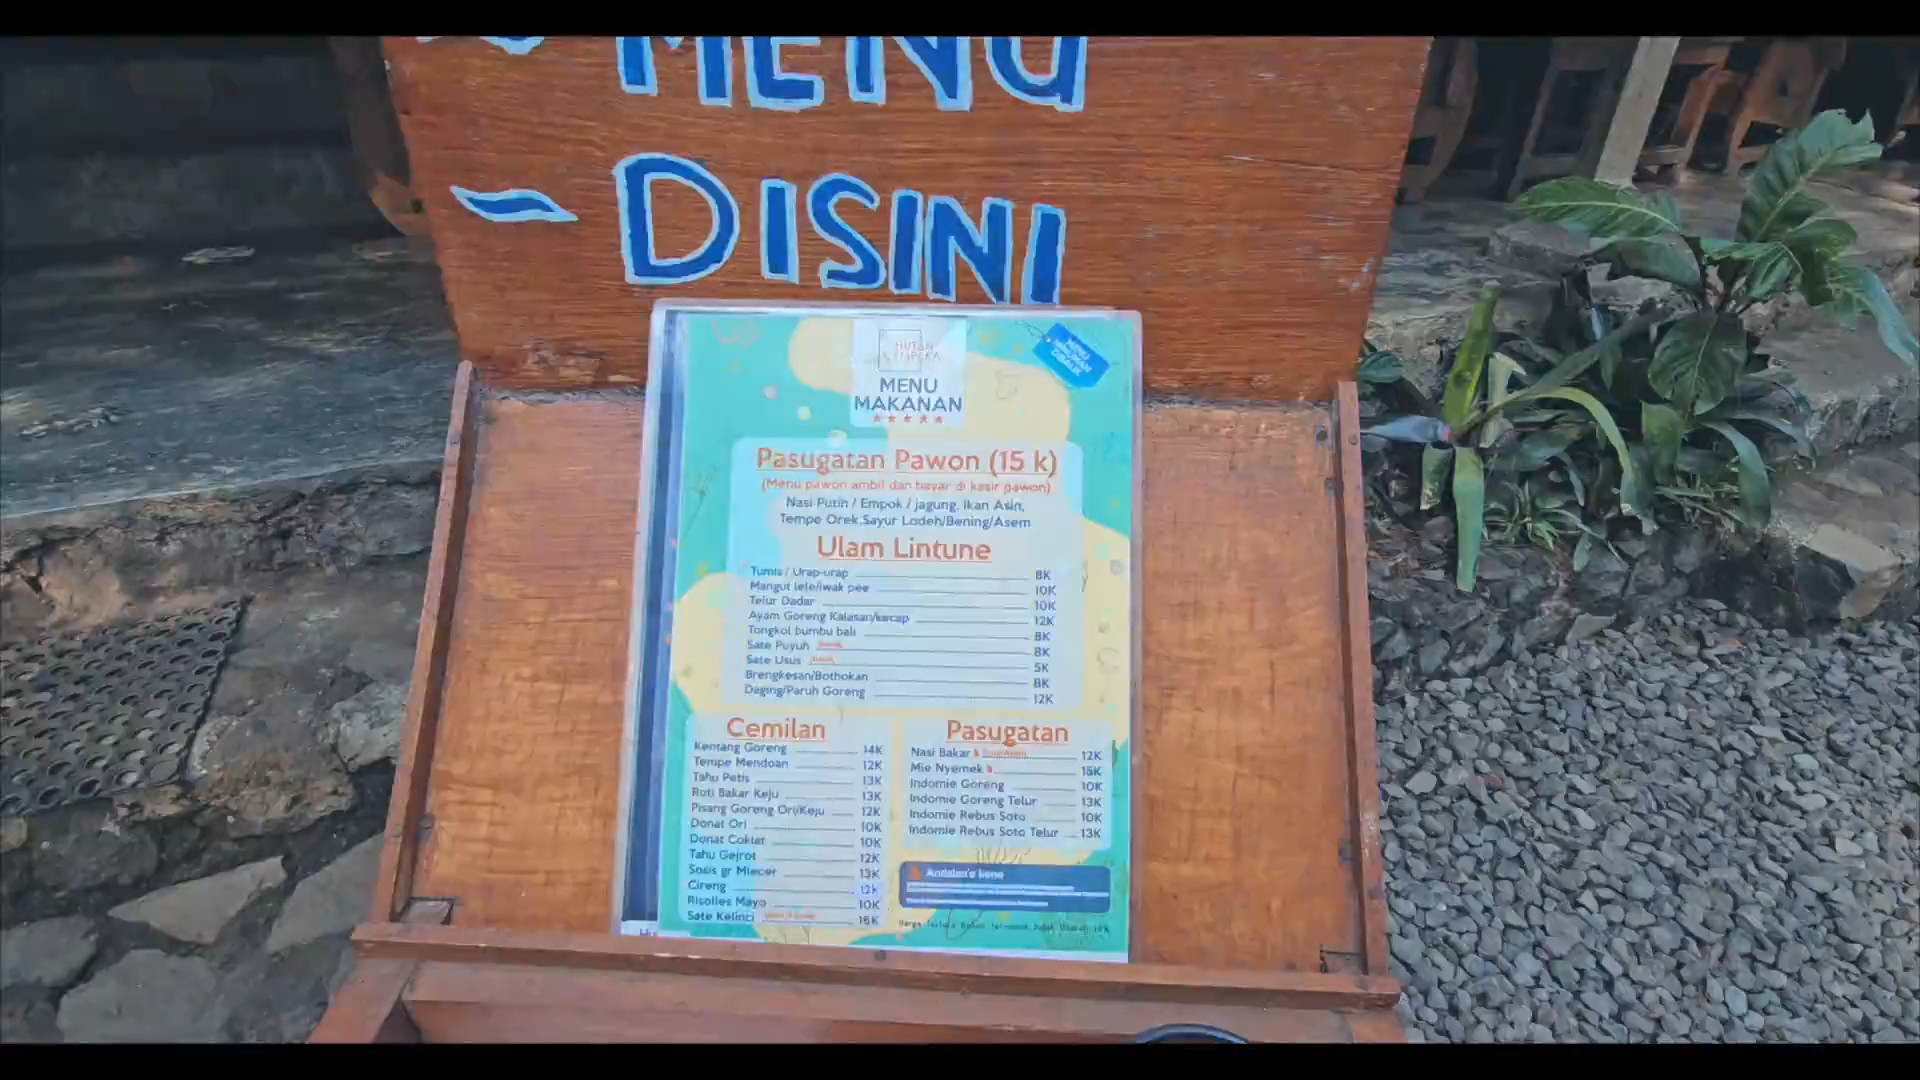 MENU
DISINI
HUTAN
MENU
MAKANAN
Pasugatan Pawon (15 k)
(Menu pawon ambil dan bayar di kasir pawon)
Nasi Putih / Empok / jagung, Ikan Asin,
Tempe Orek,Sayur Lodeh/Bening/Asem
Ulam Lintune
Tumis / Urap-urap 8K
Mangut lele/iwak pee 10K
Telur Dadar 10K
Ayam Goreng Kalasan/kecap 12K
Tongkol bumbu bali 8K
Sate Puyuh 8K
Sate Usus 5K
Brengkesan/Bothokan 8K
Daging/Paruh Goreng 12K
Cemilan
Kentang Goreng 14K
Tempe Mendoan 12K
Tahu Petis 13K
Roti Bakar Keju 13K
Pisang Goreng Ori/Keju 12K
Donat Ori 10K
Donat Coklat 10K
Tahu Gejrot 12K
Sosis gr Mlecer 13K
Cireng 12K
Risolles Mayo 10K
Sate Kelinci 16K
Pasugatan
Nasi Bakar 12K
Mie Nyemek 15K
Indomie Goreng 10K
Indomie Goreng Telur 13K
Indomie Rebus Soto 10K
Indomie Rebus Soto Telur 13K
Andalan'e kene